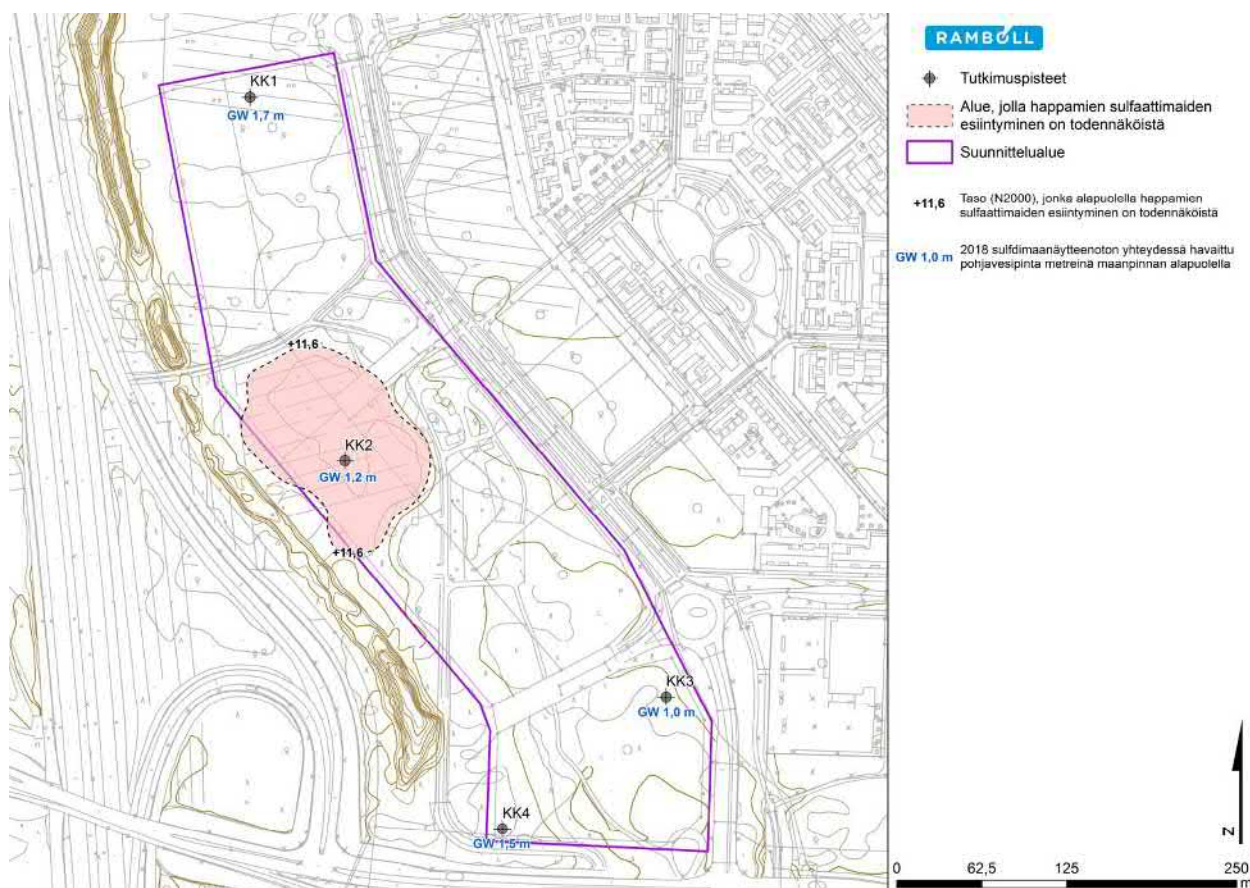 KK1
GW 1,7 m
+11,6
KK2
GW 1,2 m
+11,6
KK3
GW 1,0 m
KK4
GW 1,5 m
RAMBOLL
Tutkimuspisteet
Alue, jolla happamien sulfaattimaiden
esiintyminen on todennäköistä
Suunnittelualue
+11,6 Taso (N2000), jonka alapuolella happamien
sulfaattimaiden esiintyminen on todennäköistä
GW 1,0 m 2018 sulfdimaanäytteenoton yhteydessä havaittu
pohjavesipinta metreinä maanpinnan alapuolella
N
0 62,5 125 250
m